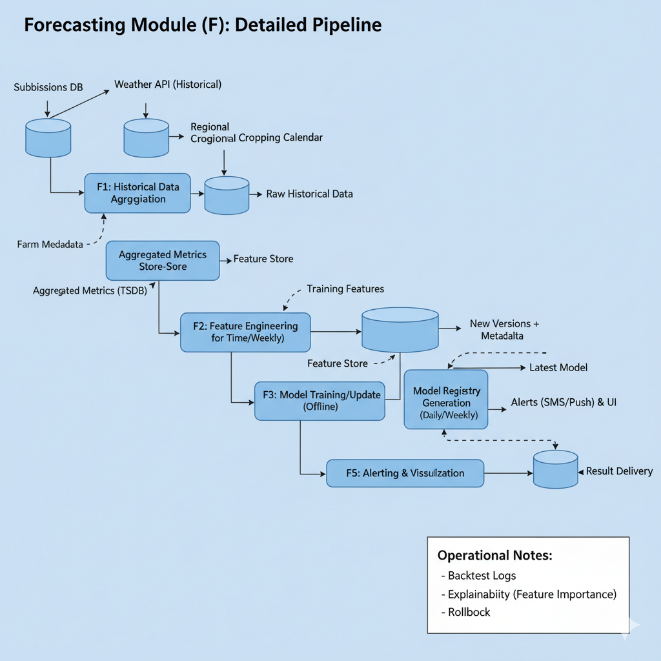 Forecasting Module (F): Detailed Pipeline
Subbissions DB
Weather API (Historical)
Regional
Crogional Cropping Calendar
F1: Historical Data
Agrggiation
Raw Historical Data
Farm Medadata
Aggregated Metrics
Store-Sore
Feature Store
Aggregated Metrics (TSDB)
Training Features
F2: Feature Engineering
for Time/Weekly)
New Versions +
Metadalta
Feature Store
Latest Model
F3: Model Training/Update
(Offline)
Model Registry
Generation
(Daily/Weekly)
Alerts (SMS/Push) & UI
F5: Alerting & Vissulization
Result Delivery
Operational Notes:
- Backtest Logs
- Explainabiity (Feature Importance)
- Rollbock